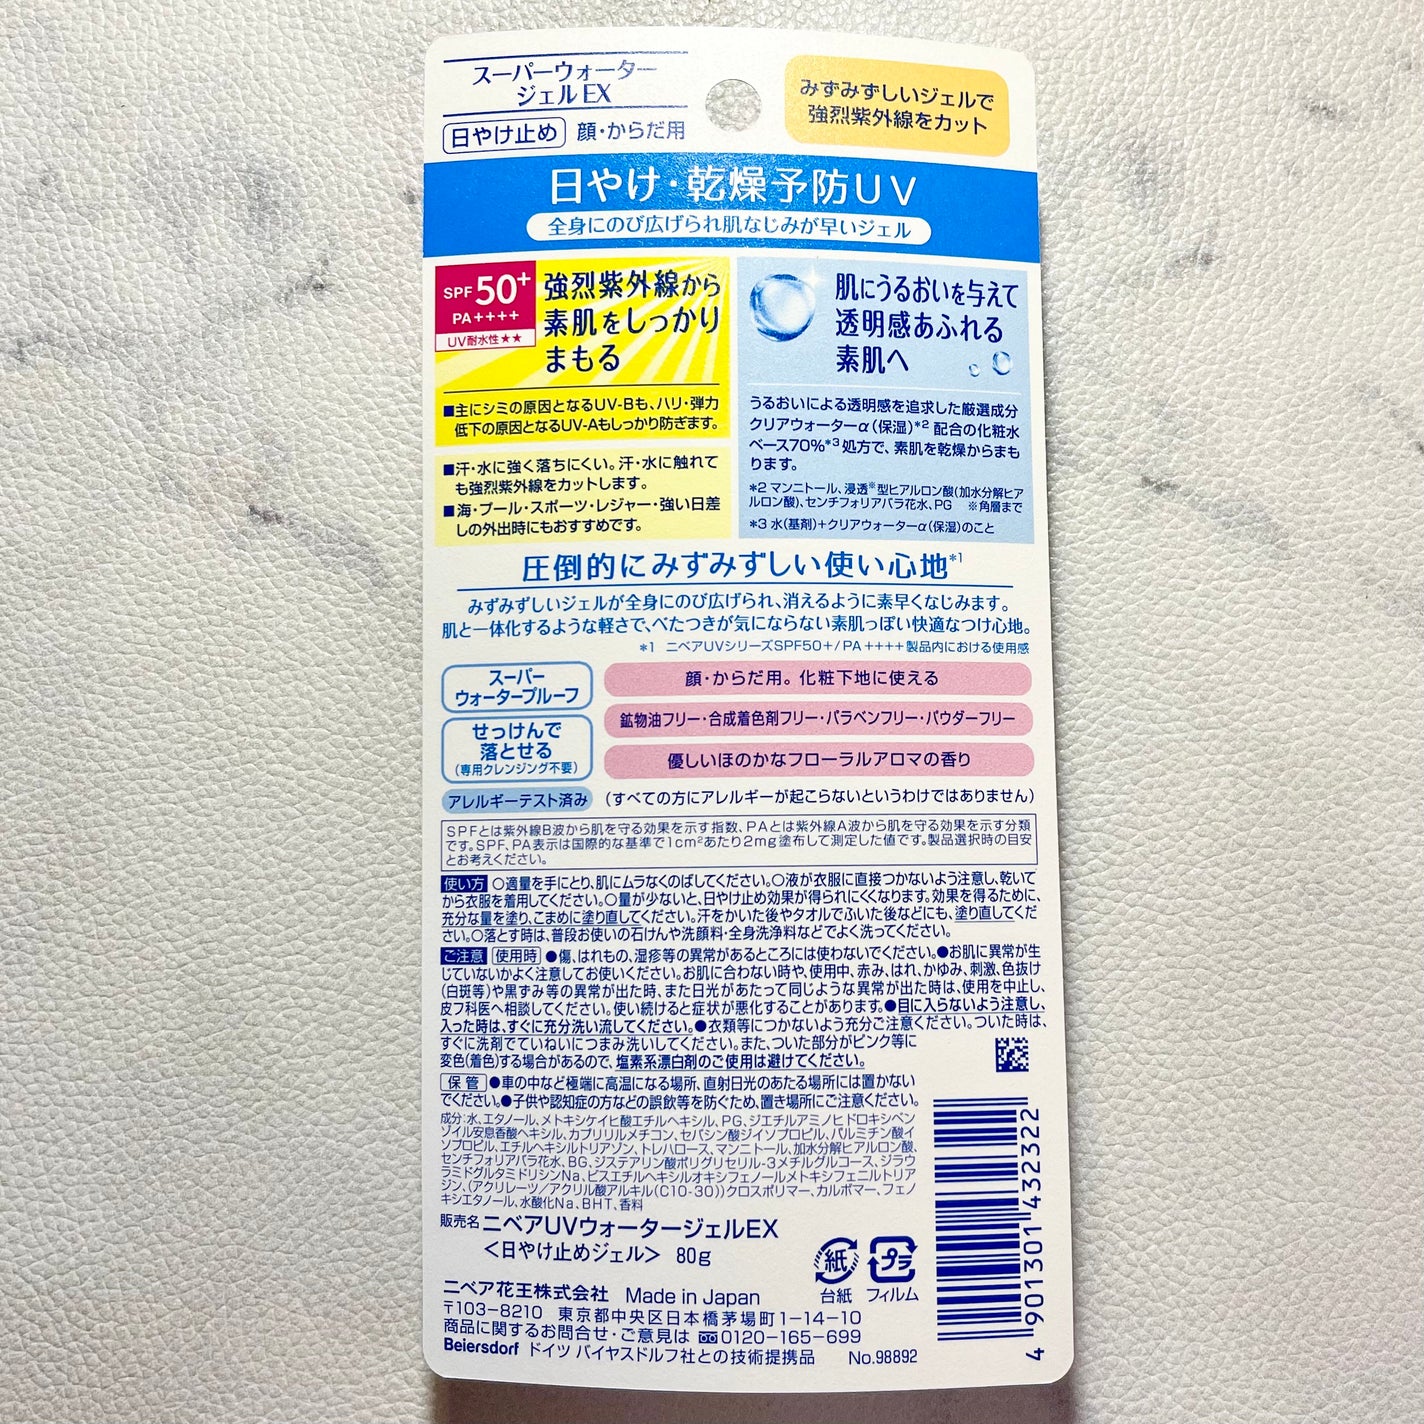 スーパーウォーター
ジェルEX
日やけ止め 顔・からだ用
みずみずしいジェルで
強烈紫外線をカット
日やけ・乾燥予防UV
全身にのび広げられ肌なじみが早いジェル
SPF50+
PA++++
UV耐水性★★
強烈紫外線から
素肌をしっかり
まもる
■主にシミの原因となるUV-Bも、ハリ・弾力
低下の原因となるUV-Aもしっかり防ぎます。
■汗・水に強く落ちにくい。汗・水に触れて
も強烈紫外線をカットします。
■海・プール・スポーツ・レジャー・強い日差
しの外出時にもおすすめです。
肌にうるおいを与えて
透明感あふれる
素肌へ
うるおいによる透明感を追求した厳選成分
クリアウォーターα(保湿)*2 配合の化粧水
ベース70%*3処方で、素肌を乾燥からまも
ります。
*2 マンニトール、浸透※型ヒアルロン酸(加水分解ヒア
ルロン酸)、センチフォリアバラ花水、PG ※角層まで
*3 水(基剤)+クリアウォーターα(保湿)のこと
圧倒的にみずみずしい使い心地*1
みずみずしいジェルが全身にのび広げられ、消えるように素早くなじみます。
肌と一体化するような軽さで、べたつきが気にならない素肌っぽい快適なつけ心地。
*1 ニベアUVシリーズSPF50+/PA++++製品内における使用感
スーパー
ウォータープルーフ
せっけんで
落とせる
(専用クレンジング不要)
顔・からだ用。化粧下地に使える
鉱物油フリー・合成着色剤フリー・パラベンフリー・パウダーフリー
優しいほのかなフローラルアロマの香り
アレルギーテスト済み (すべての方にアレルギーが起こらないというわけではありません)
SPFとは紫外線B波から肌を守る効果を示す指数、PAとは紫外線A波から肌を守る効果を示す分類
です。SPF、PA表示は国際的な基準で1cm²あたり2mg塗布して測定した値です。製品選択時の目安
とお考えください。
使い方 ○適量を手にとり、肌にムラなくのばしてください。○液が衣服に直接つかないよう注意し、乾いて
から衣服を着用してください。○量が少ないと、日やけ止め効果が得られにくくなります。効果を得るために、
充分な量を塗り、こまめに塗り直してください。汗をかいた後やタオルでふいた後などにも、塗り直してくだ
さい。○落とす時は、普段お使いの石けんや洗顔料・全身洗浄料などでよく洗ってください。
ご注意 使用時 ●傷、はれもの、湿疹等の異常があるところには使わないでください。●お肌に異常が生
じていないかよく注意してお使いください。お肌に合わない時や、使用中、赤み、はれ、かゆみ、刺激、色抜け
(白斑等)や黒ずみ等の異常が出た時、また日光があたって同じような異常が出た時は、使用を中止し、
皮フ科医へ相談してください。使い続けると症状が悪化することがあります。●目に入らないよう注意し、
入った時は、すぐに充分洗い流してください。●衣類等につかないよう充分ご注意ください。ついた時は、
すぐに洗剤でていねいにつまみ洗いしてください。また、ついた部分がピンク等に
変色(着色)する場合があるので、塩素系漂白剤のご使用は避けてください。
保管 ●車の中など極端に高温になる場所、直射日光のあたる場所には置かない
でください。●子供や認知症の方などの誤飲等を防ぐため、置き場所にご注意ください。
成分:水、エタノール、メトキシケイヒ酸エチルヘキシル、PG、ジエチルアミノヒドロキシベン
ゾイル安息香酸ヘキシル、カプリリルメチコン、セバシン酸ジイソプロピル、パルミチン酸イ
ソプロピル、エチルヘキシルトリアゾン、トレハロース、マンニトール、加水分解ヒアルロン酸、
センチフォリアバラ花水、BG、ジステアリン酸ポリグリセリル-3メチルグルコース、ジラウ
ラミドグルタミドリシンNa、ビスエチルヘキシルオキシフェノールメトキシフェニルトリア
ジン、(アクリレーツ/アクリル酸アルキル(C10-30))クロスポリマー、カルボマー、フェノ
キシエタノール、水酸化Na、BHT、香料
販売名 ニベアUVウォータージェルEX
<日やけ止めジェル> 80g
紙 プラ
台紙 フィルム
ニベア花王株式会社 Made in Japan
〒103-8210 東京都中央区日本橋茅場町1-14-10
商品に関するお問合せ・ご意見は 0120-165-699
Beiersdorf ドイツ バイヤスドルフ社との技術提携品 No.98892
4 901301 432322